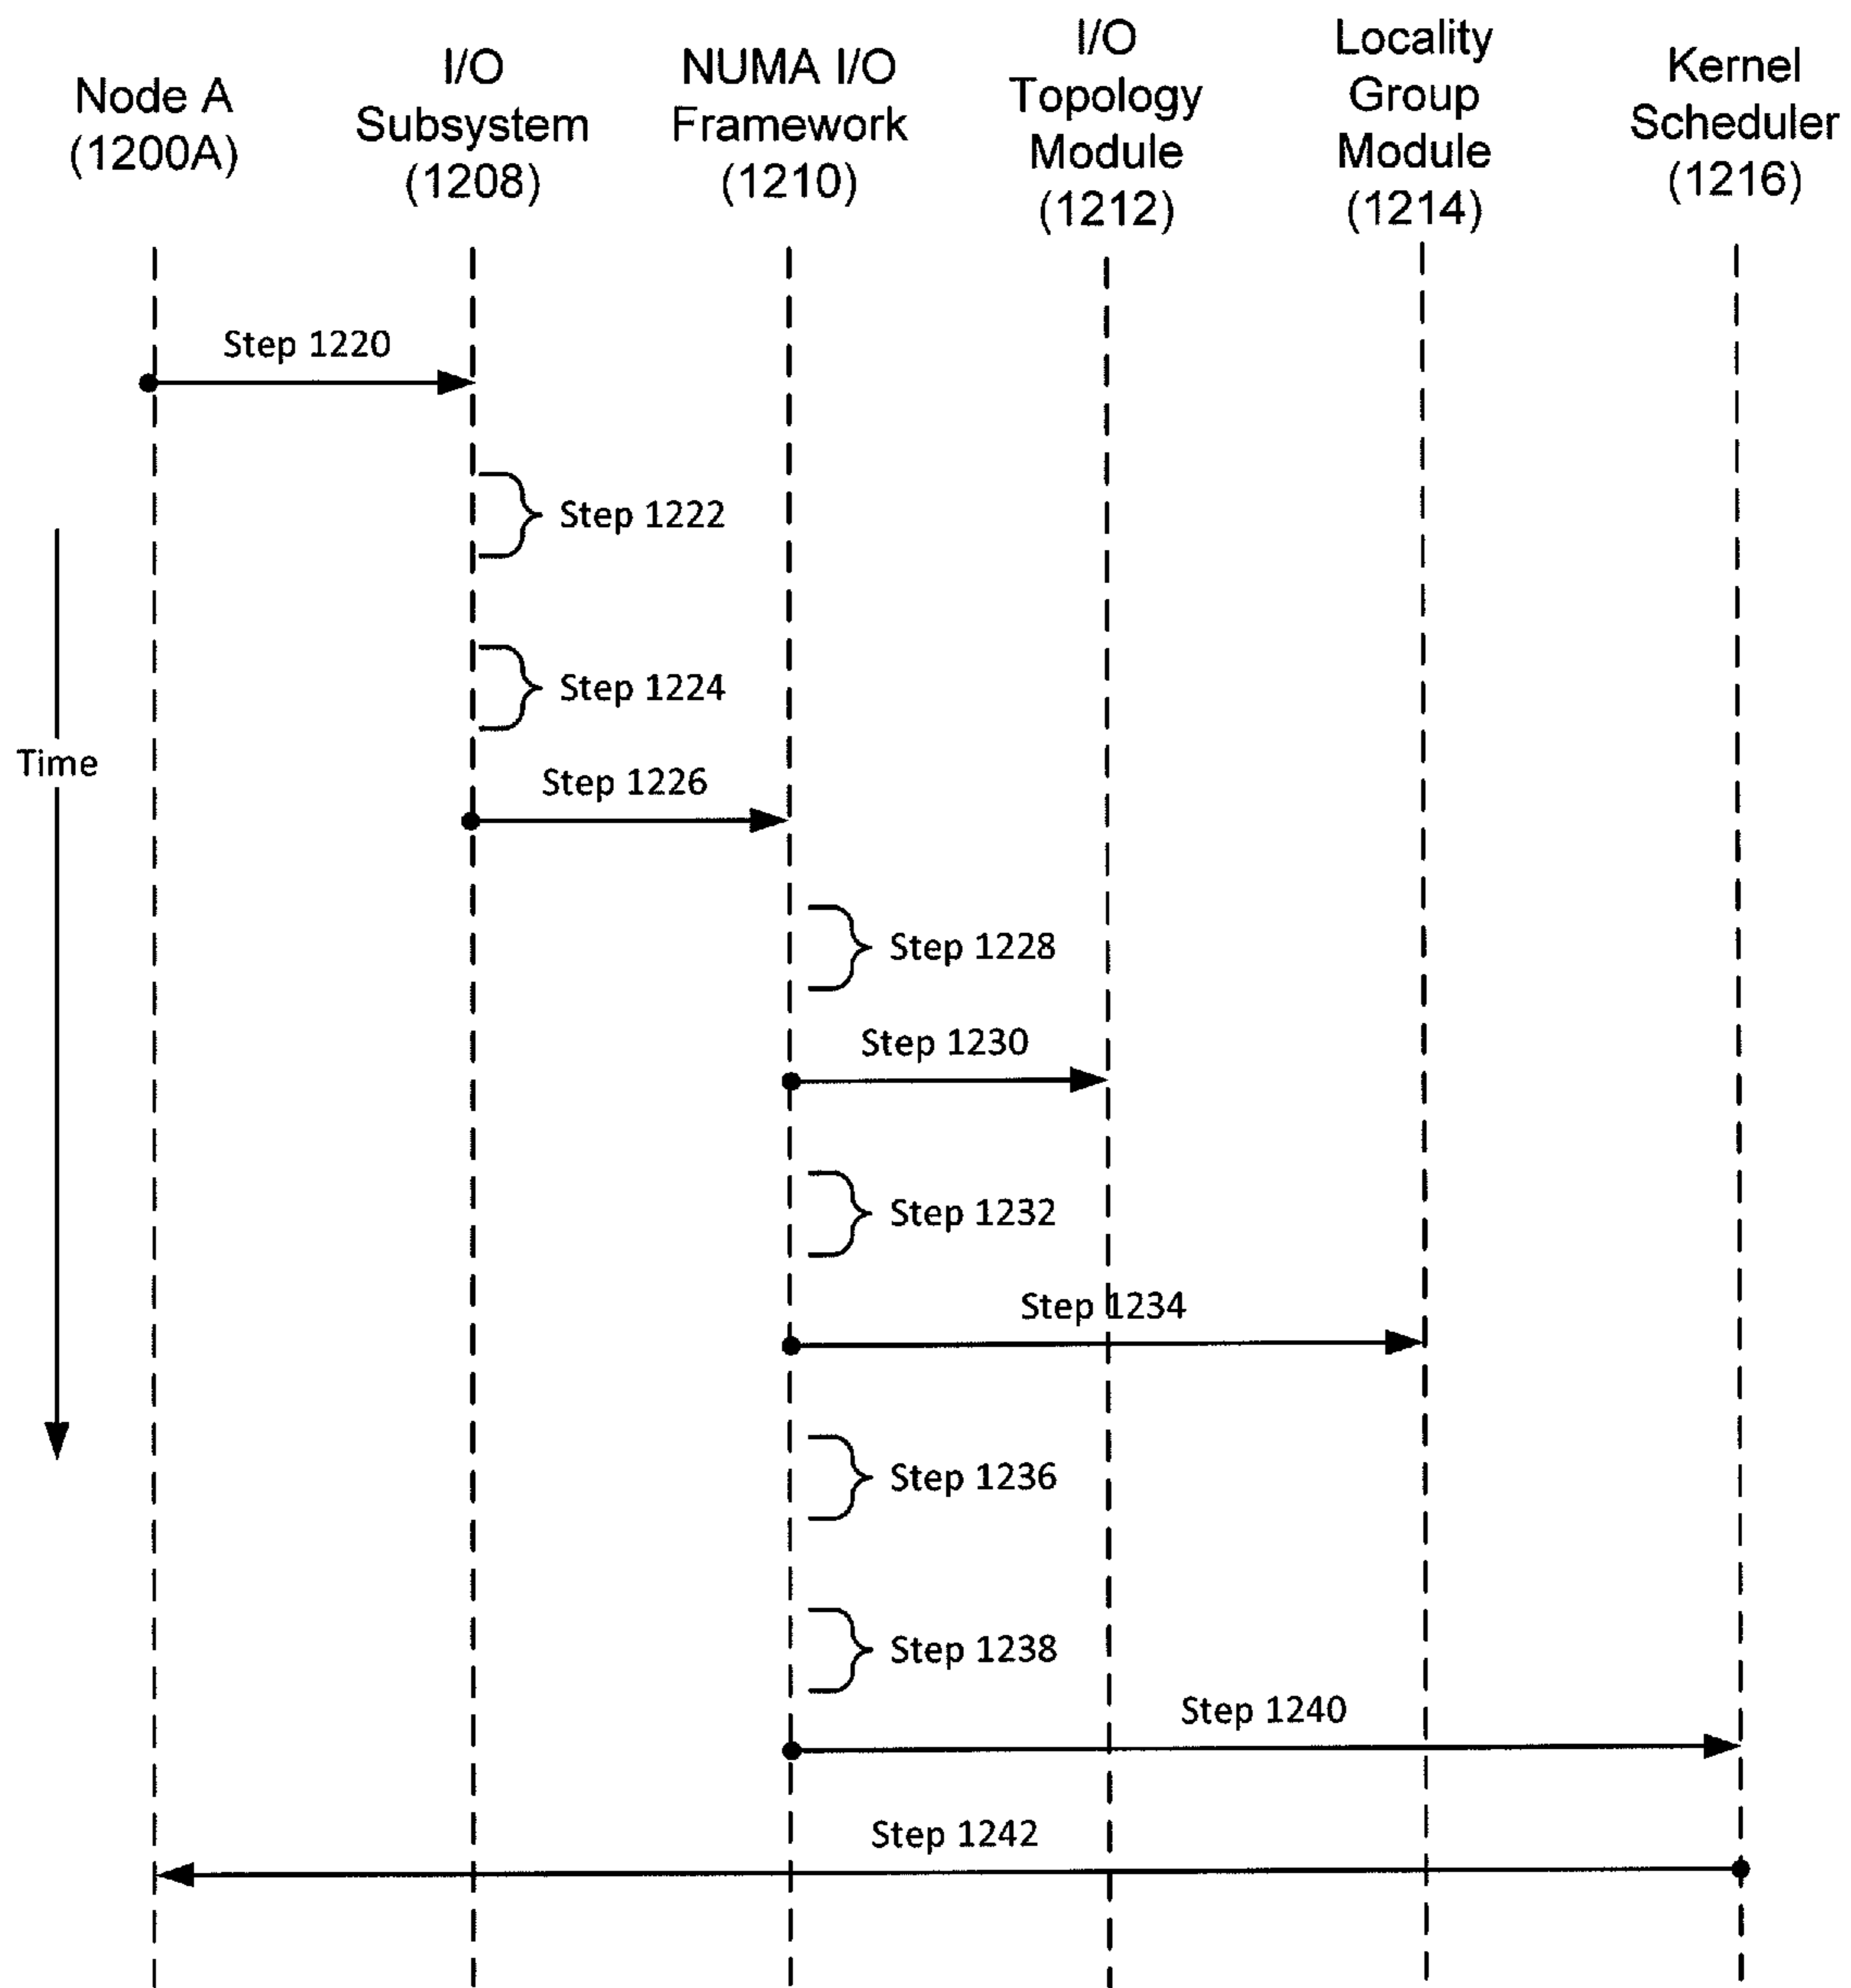 Node A
(1200A)
I/O
Subsystem
(1208)
NUMA I/O
Framework
(1210)
I/O
Topology
Module
(1212)
Locality
Group
Module
(1214)
Kernel
Scheduler
(1216)
Step 1220
Step 1222
Step 1224
Time
Step 1226
Step 1228
Step 1230
Step 1232
Step 1234
Step 1236
Step 1238
Step 1240
Step 1242